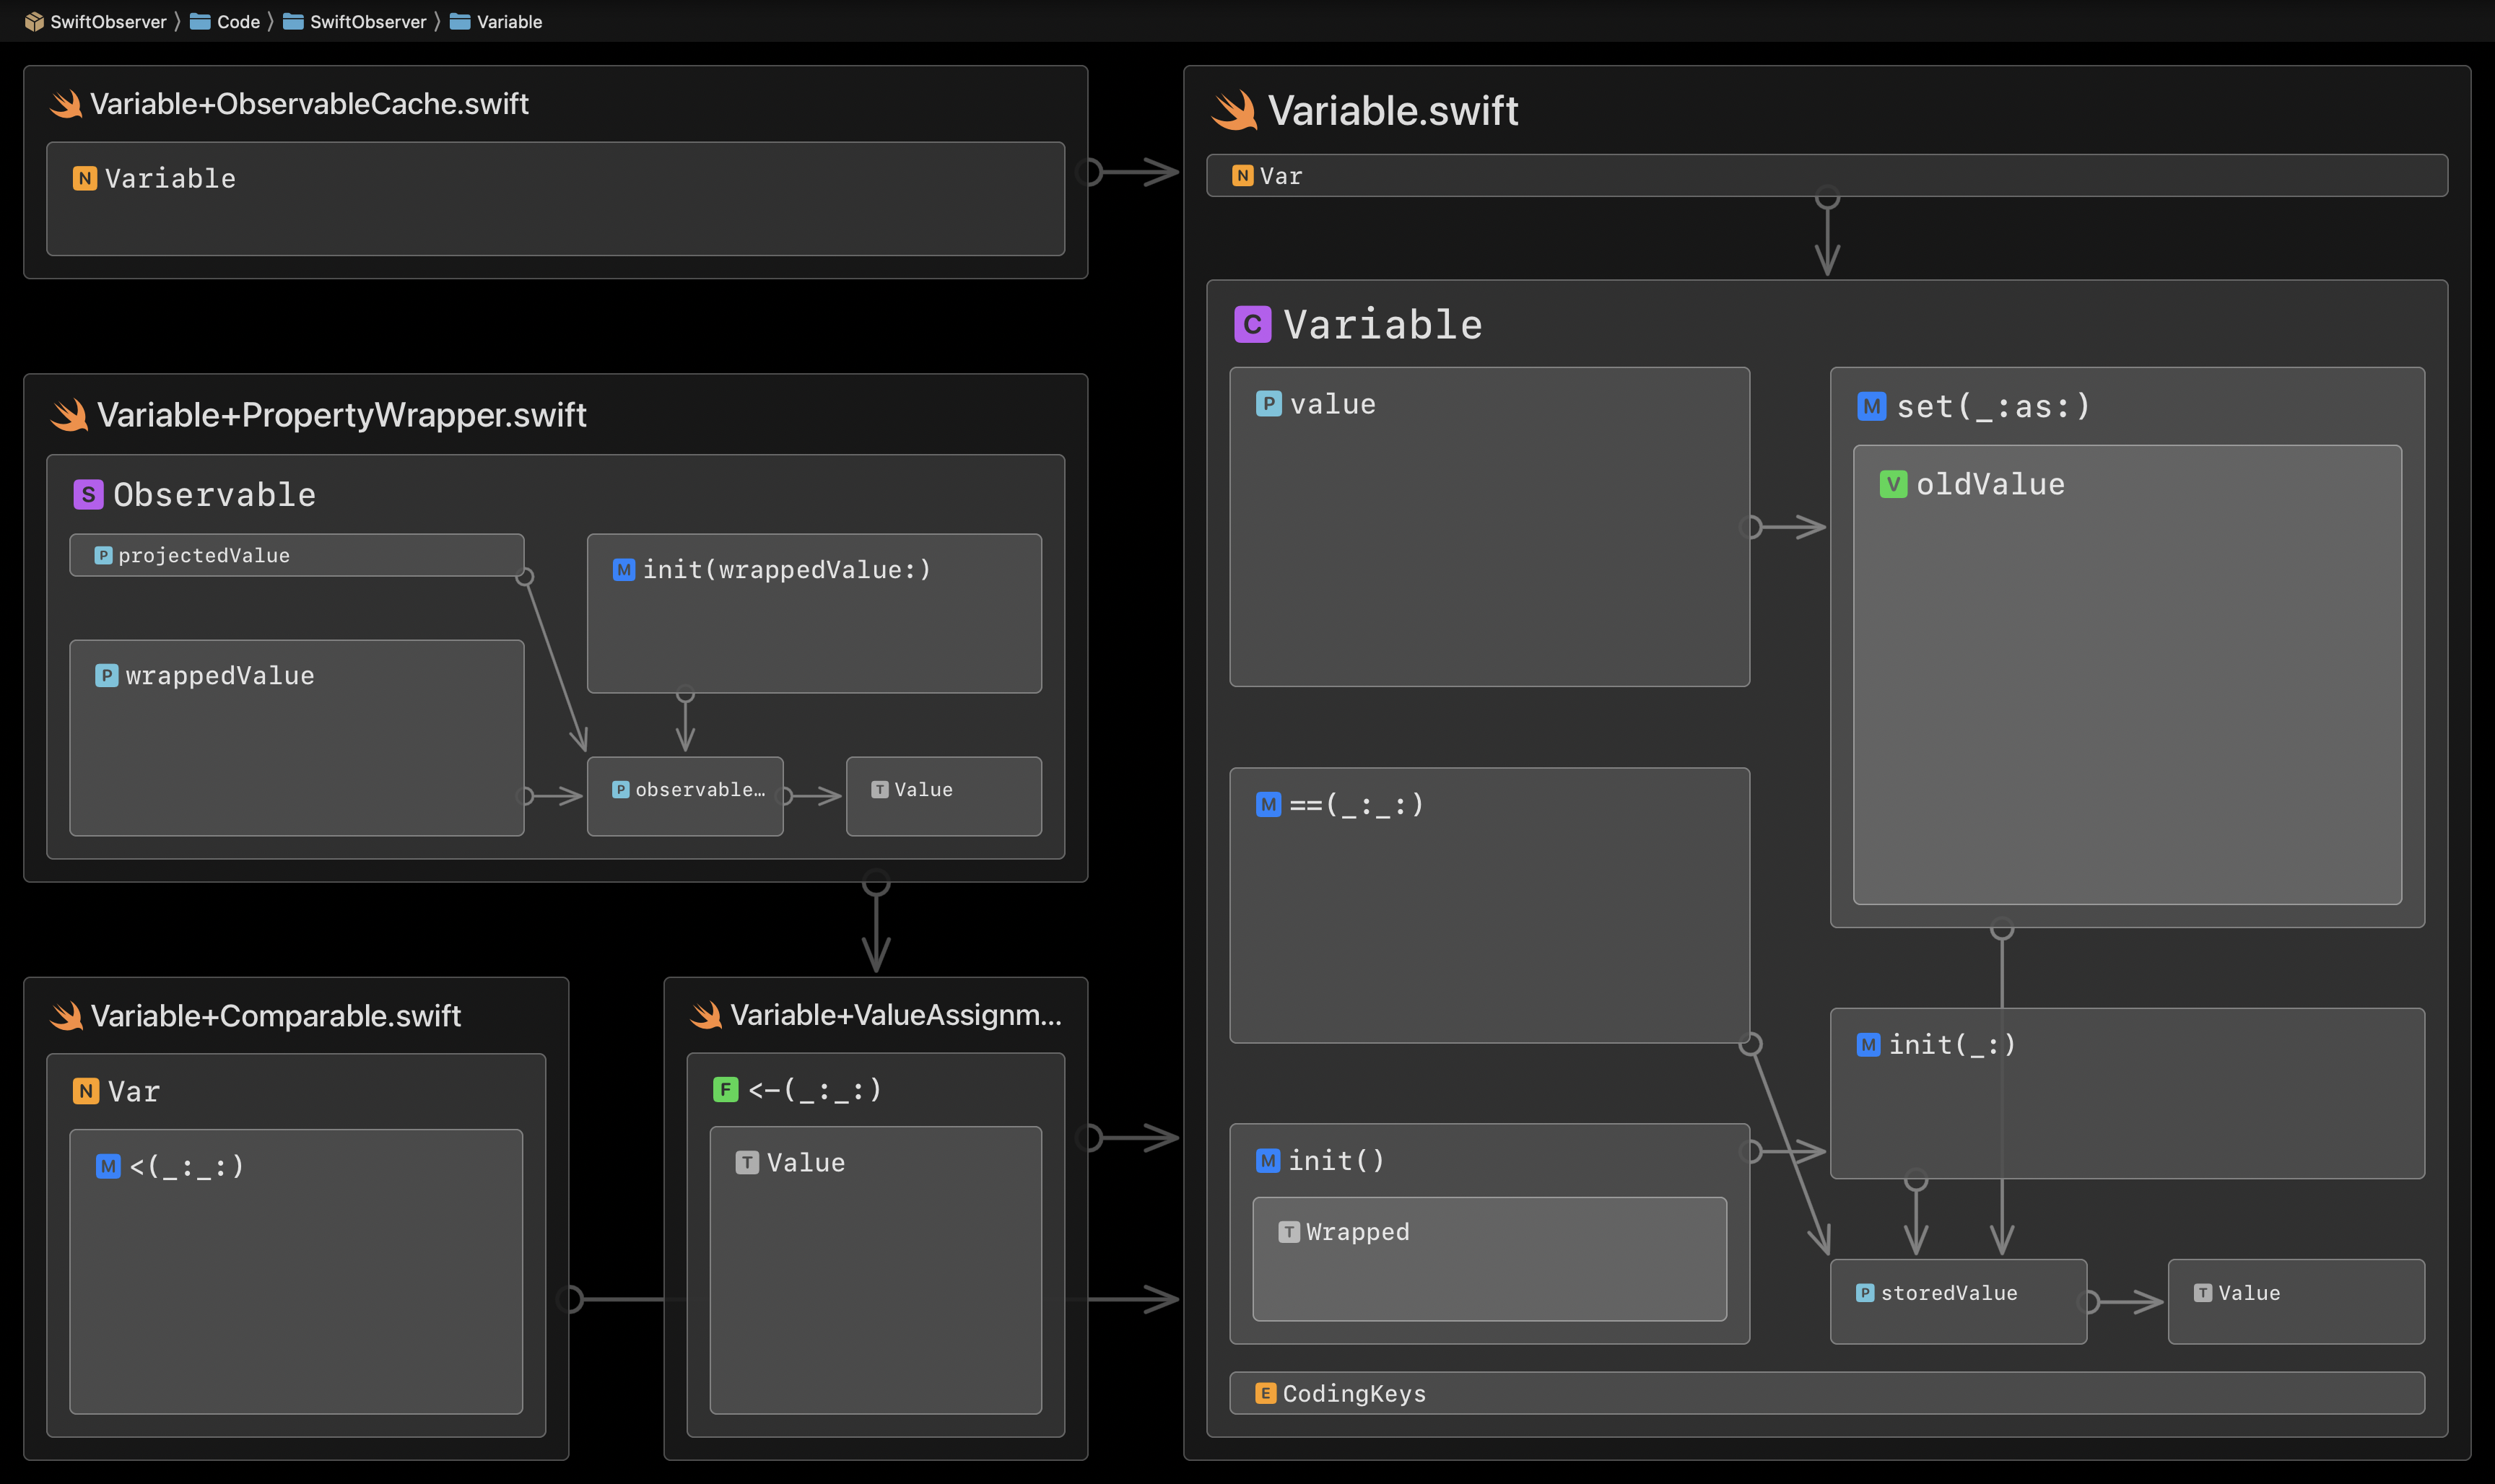 SwiftObserver 〉 Code 〉 SwiftObserver 〉 Variable
Variable+ObservableCache.swift
N Variable
Variable+PropertyWrapper.swift
S Observable
P projectedValue
M init(wrappedValue:)
P wrappedValue
P observable…
T Value
Variable+Comparable.swift
N Var
M <(_:_:)
Variable+ValueAssignm...
F <-(_:_:)
T Value
Variable.swift
N Var
C Variable
P value
M set(_:as:)
V oldValue
M ==(_:_:)
M init(_:)
M init()
T Wrapped
P storedValue
T Value
E CodingKeys